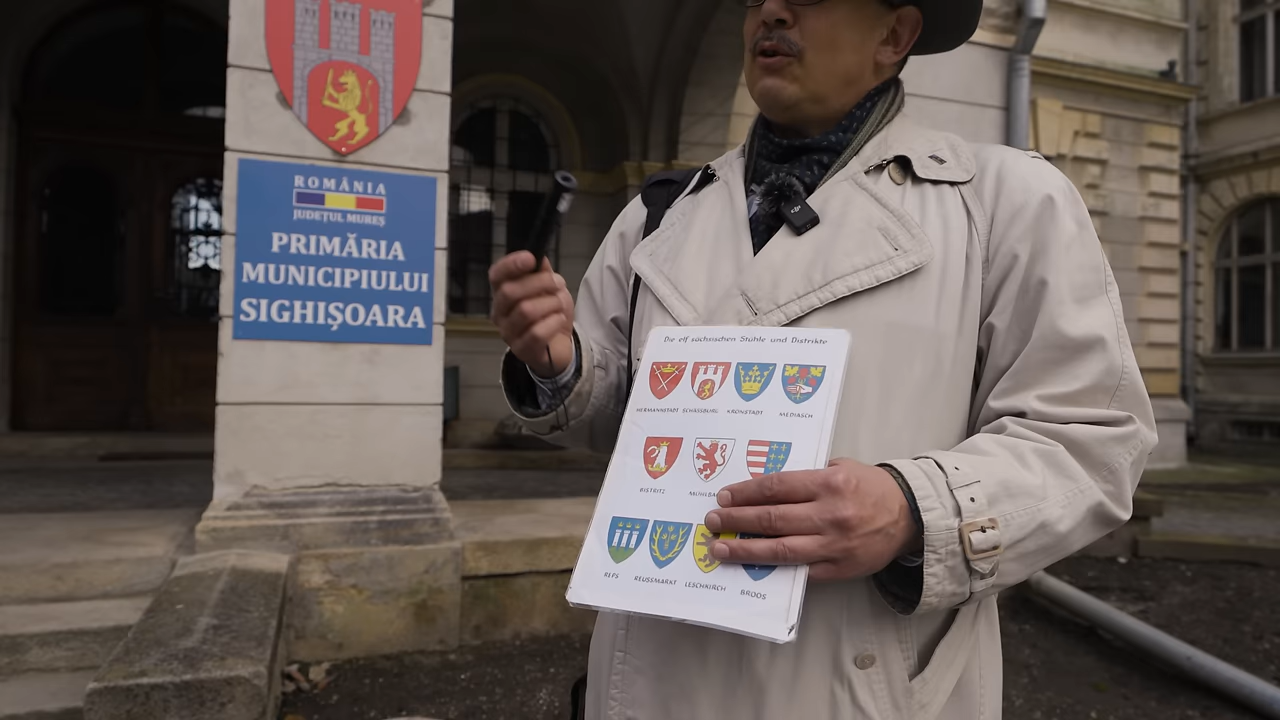 ROMÂNIA
JUDEȚUL MUREȘ
PRIMĂRIA
MUNICIPIULUI
SIGHIȘOARA
Die elf sächsischen Stühle und Distrikte
HERMANNSTADT SCHÄSSBURG KRONSTADT MEDIASCH
BISTRITZ
REPS REUSSMARKT LESCHKIRCH BROOS